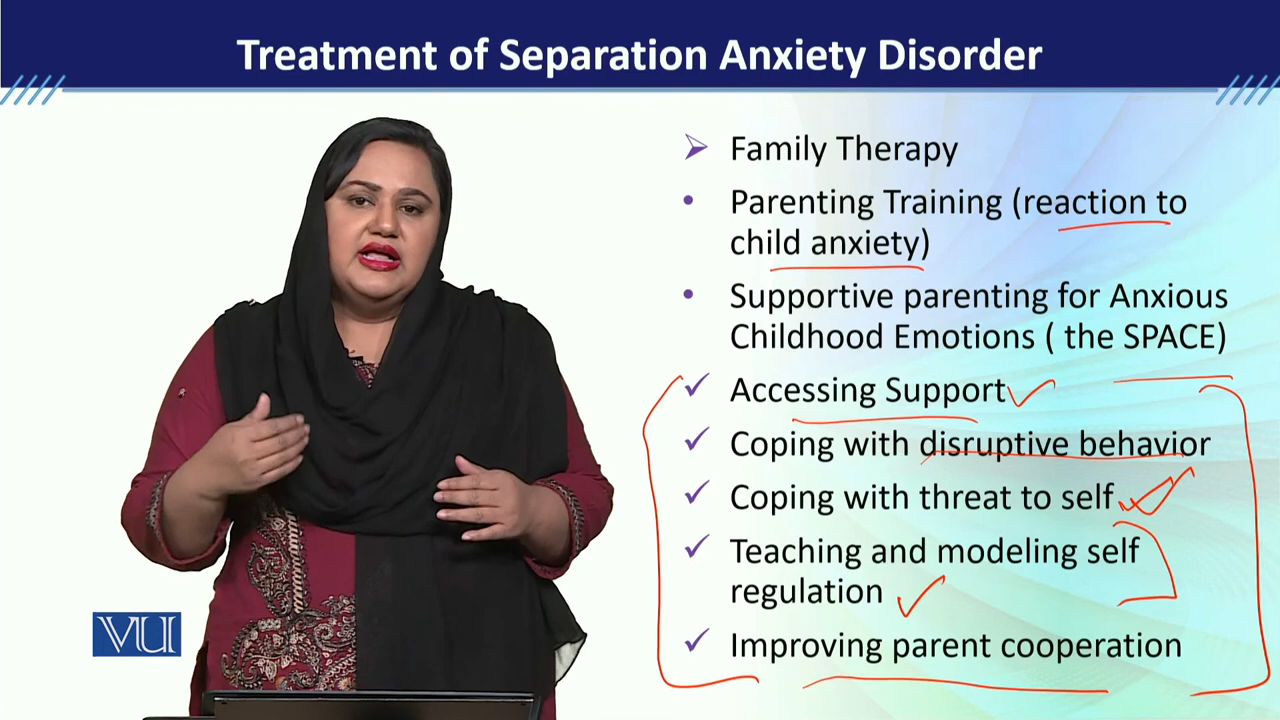 Treatment of Separation Anxiety Disorder
Family Therapy
Parenting Training (reaction to
child anxiety)
Supportive parenting for Anxious
Childhood Emotions ( the SPACE)
Accessing Support
Coping with disruptive behavior
Coping with threat to self
Teaching and modeling self
regulation
Improving parent cooperation
VU